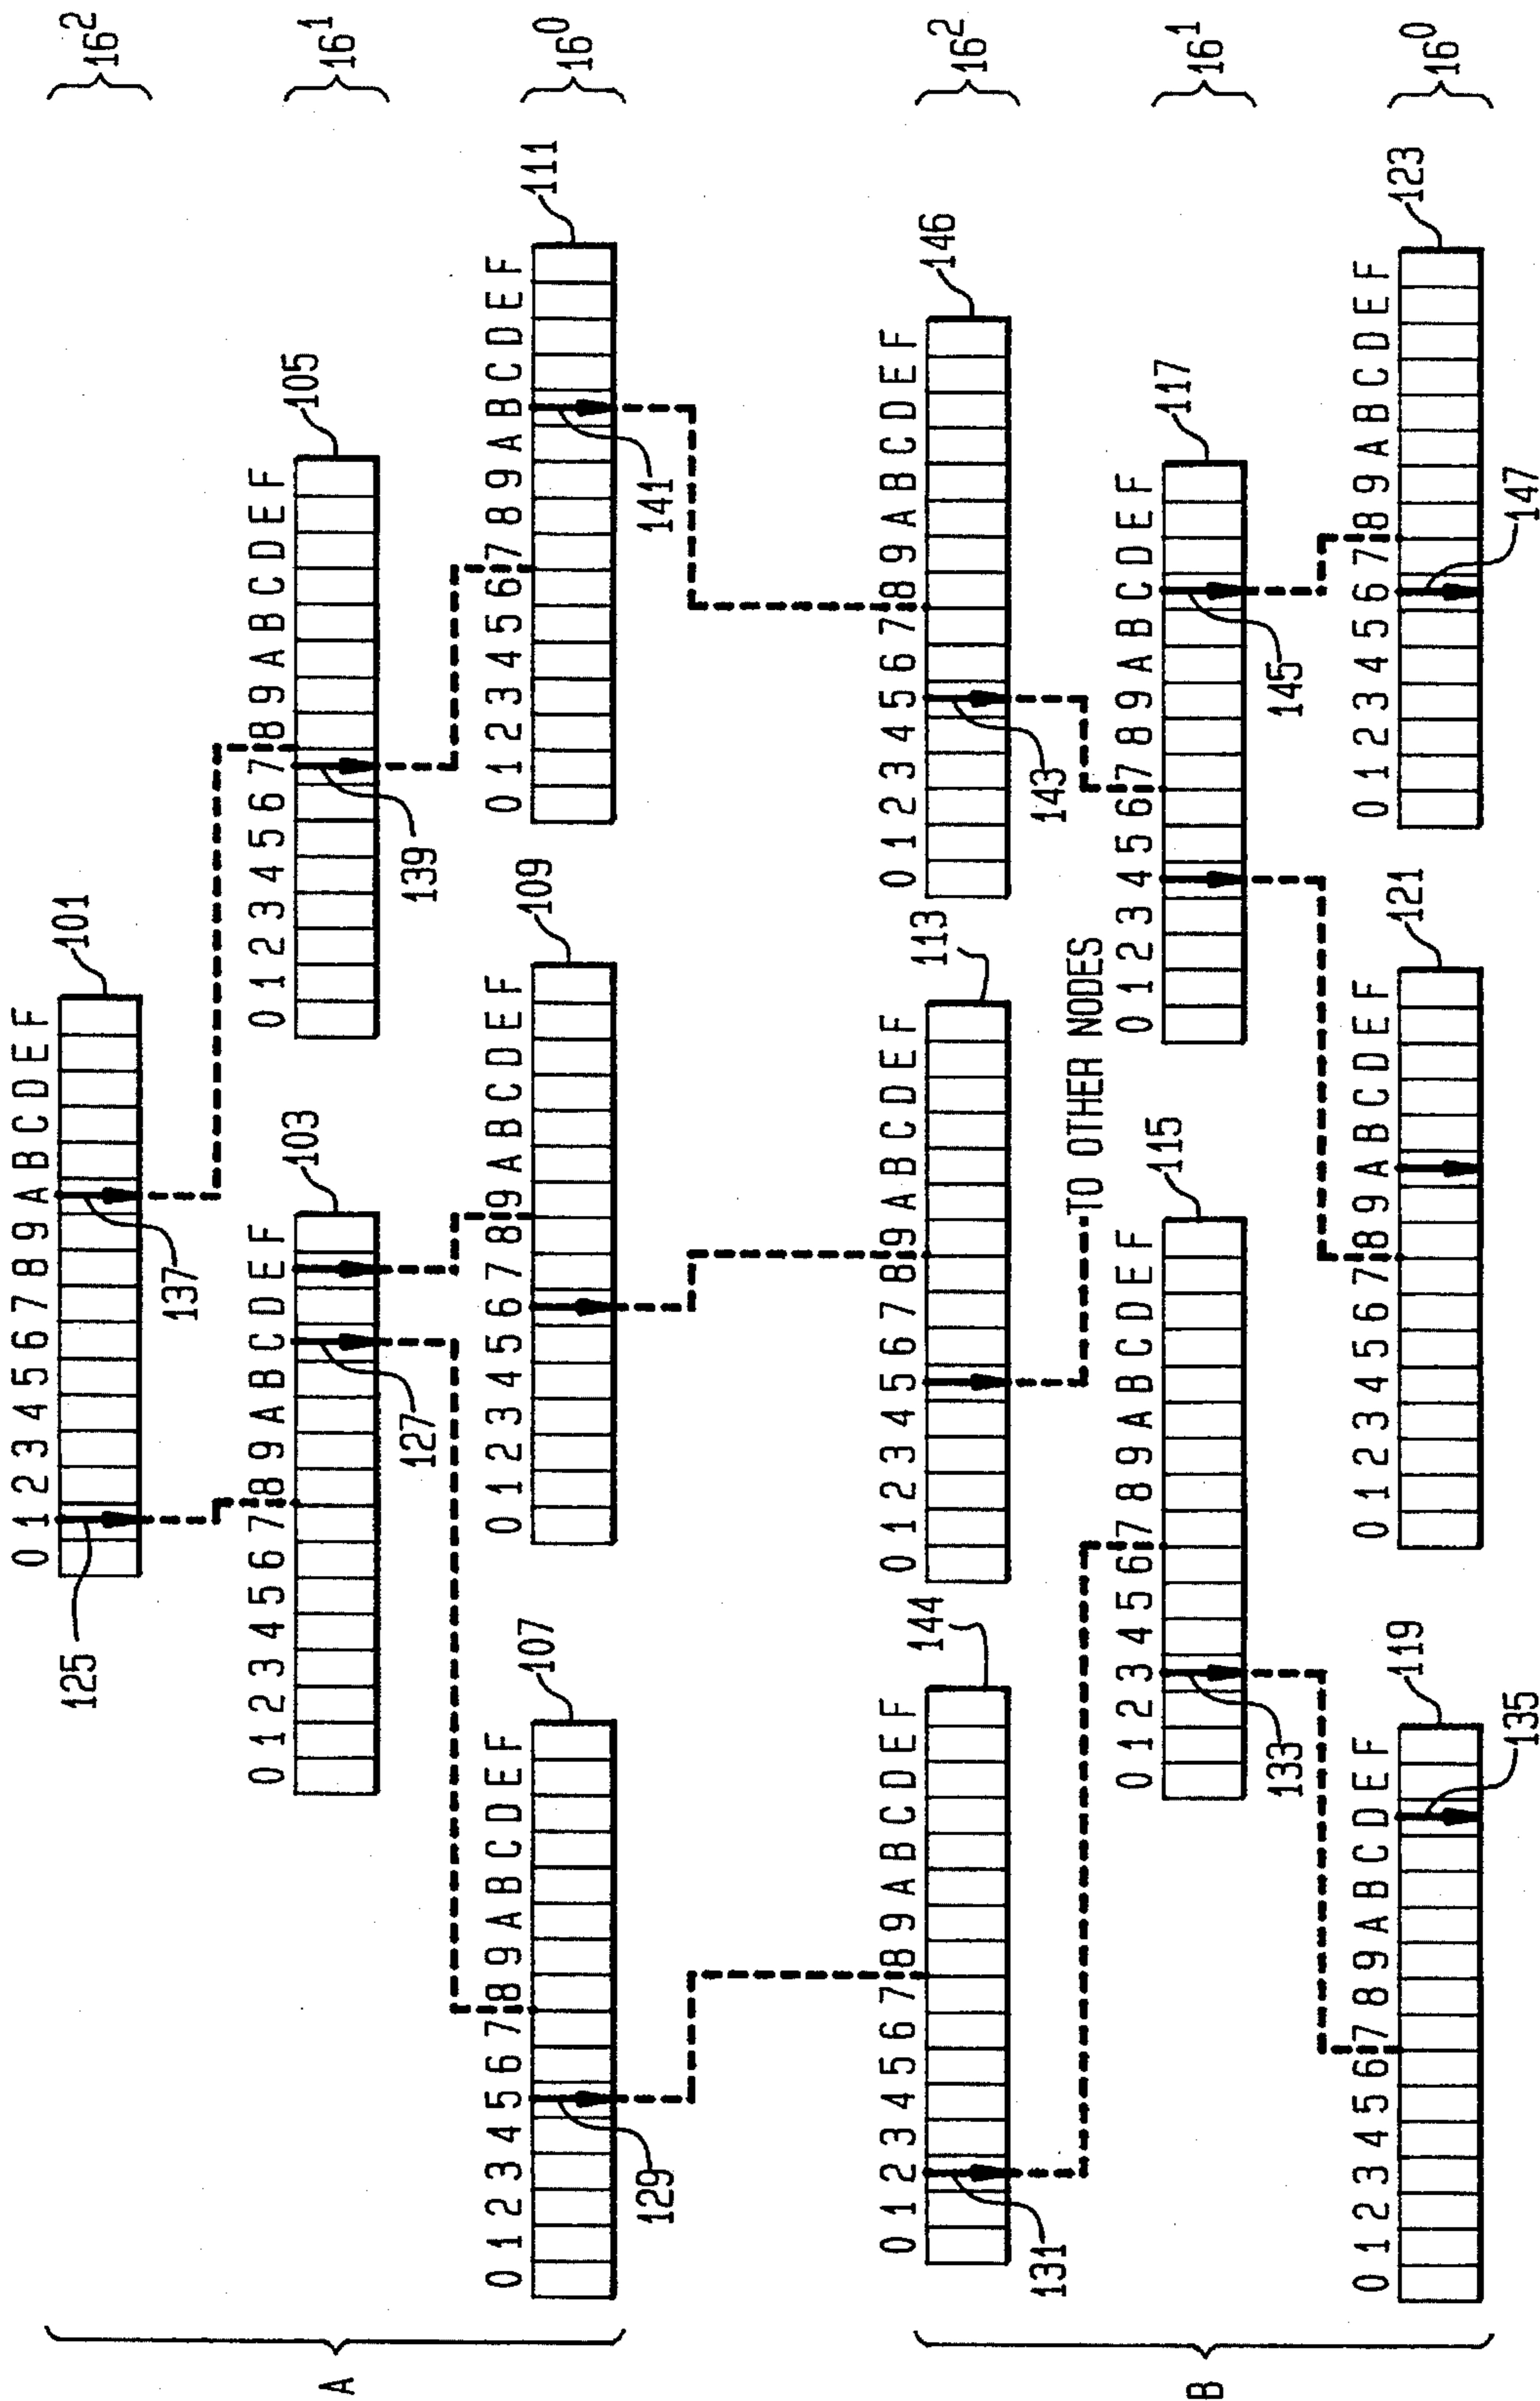 0 1 2 3 4 5 6 7 8 9 A B C D E F
101
16²
125
137
0 1 2 3 4 5 6 7 8 9 A B C D E F
103
0 1 2 3 4 5 6 7 8 9 A B C D E F
105
16¹
127
139
A
0 1 2 3 4 5 6 7 8 9 A B C D E F
107
0 1 2 3 4 5 6 7 8 9 A B C D E F
109
0 1 2 3 4 5 6 7 8 9 A B C D E F
111
16⁰
129
141
0 1 2 3 4 5 6 7 8 9 A B C D E F
144
0 1 2 3 4 5 6 7 8 9 A B C D E F
113
0 1 2 3 4 5 6 7 8 9 A B C D E F
146
16²
131
TO OTHER NODES
143
0 1 2 3 4 5 6 7 8 9 A B C D E F
115
0 1 2 3 4 5 6 7 8 9 A B C D E F
117
16¹
B
133
145
0 1 2 3 4 5 6 7 8 9 A B C D E F
119
0 1 2 3 4 5 6 7 8 9 A B C D E F
121
0 1 2 3 4 5 6 7 8 9 A B C D E F
123
16⁰
135
147